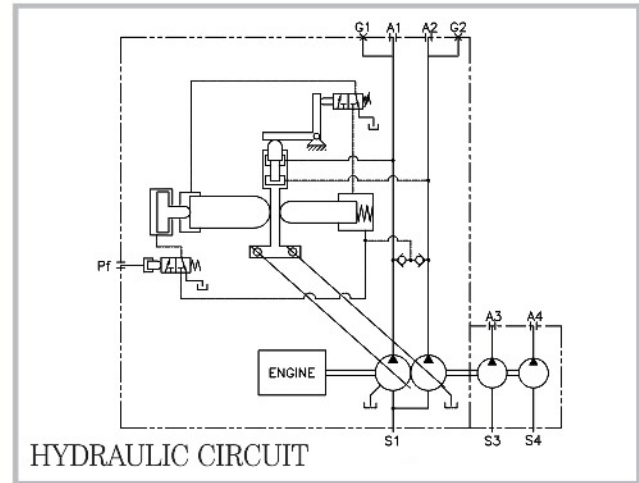 G1 A1 A2 G2
Pf
A3 A4
ENGINE
S1 S3 S4
HYDRAULIC CIRCUIT